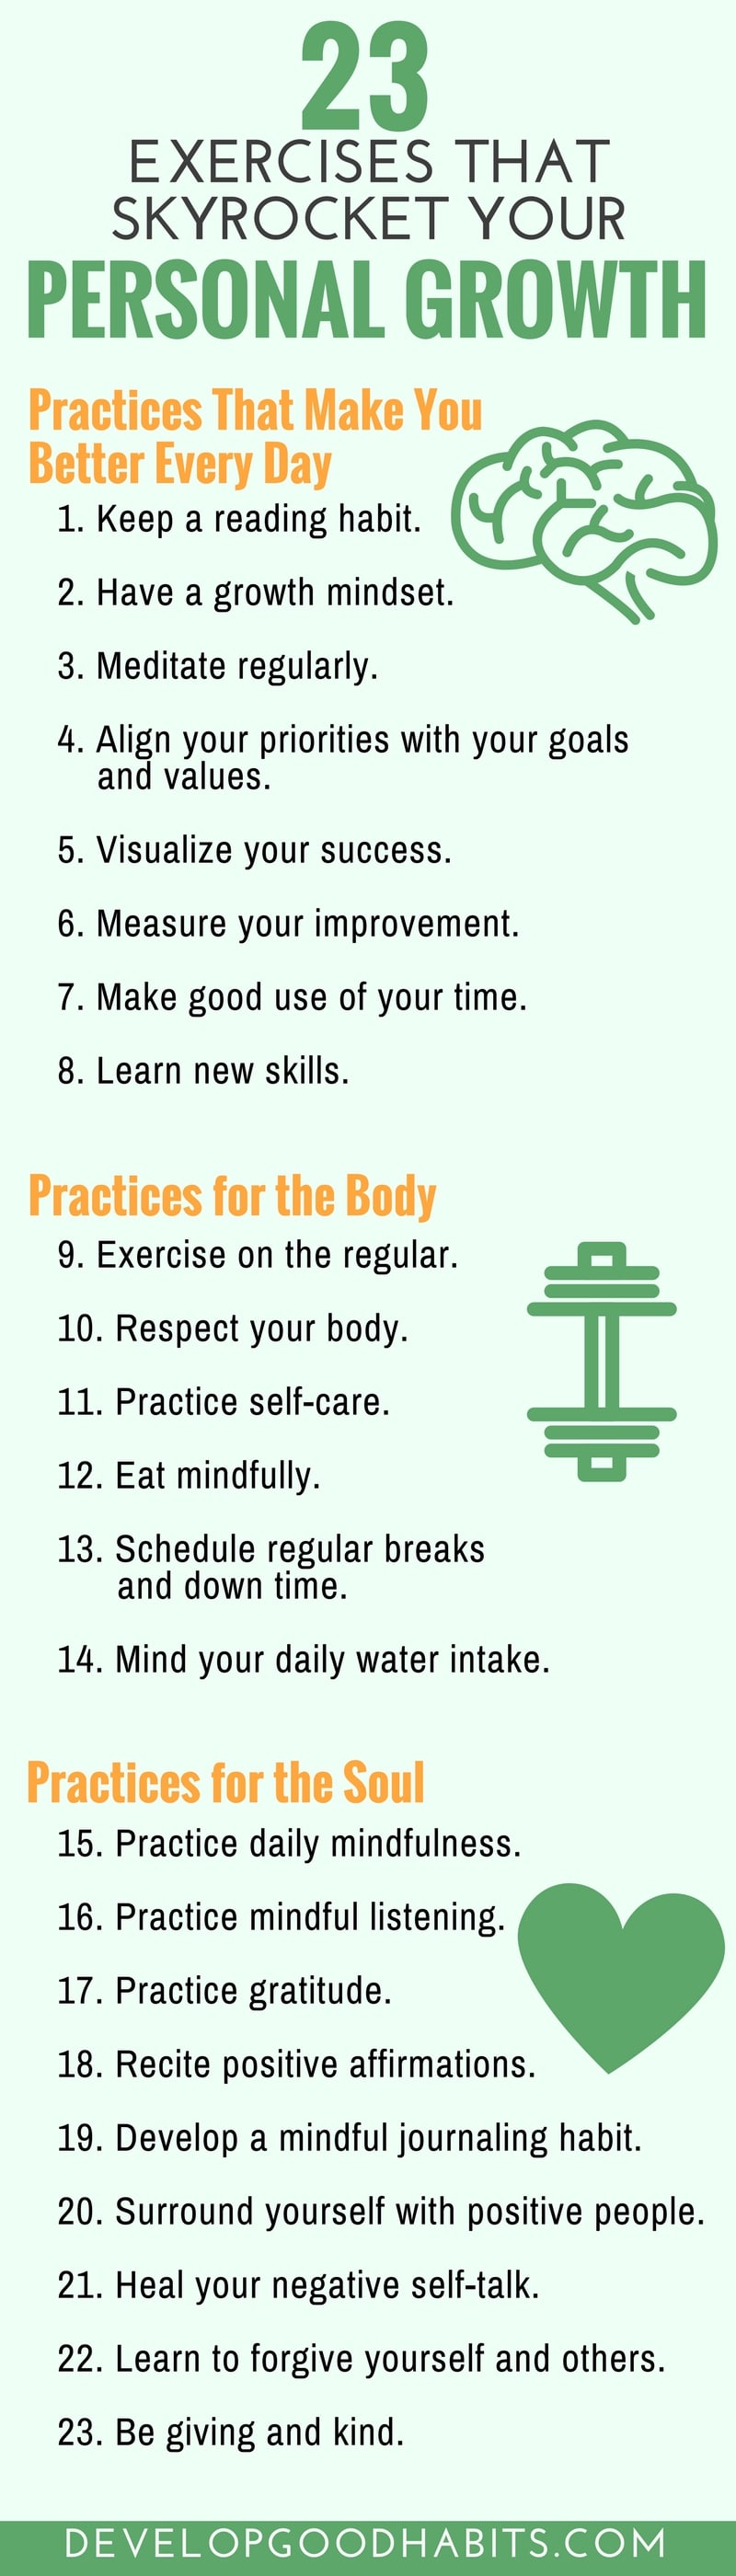 23
EXERCISES THAT
SKYROCKET YOUR
PERSONAL GROWTH
Practices That Make You
Better Every Day
1. Keep a reading habit.
2. Have a growth mindset.
3. Meditate regularly.
4. Align your priorities with your goals
and values.
5. Visualize your success.
6. Measure your improvement.
7. Make good use of your time.
8. Learn new skills.
Practices for the Body
9. Exercise on the regular.
10. Respect your body.
11. Practice self-care.
12. Eat mindfully.
13. Schedule regular breaks
and down time.
14. Mind your daily water intake.
Practices for the Soul
15. Practice daily mindfulness.
16. Practice mindful listening.
17. Practice gratitude.
18. Recite positive affirmations.
19. Develop a mindful journaling habit.
20. Surround yourself with positive people.
21. Heal your negative self-talk.
22. Learn to forgive yourself and others.
23. Be giving and kind.
DEVELOPGOODHABITS.COM